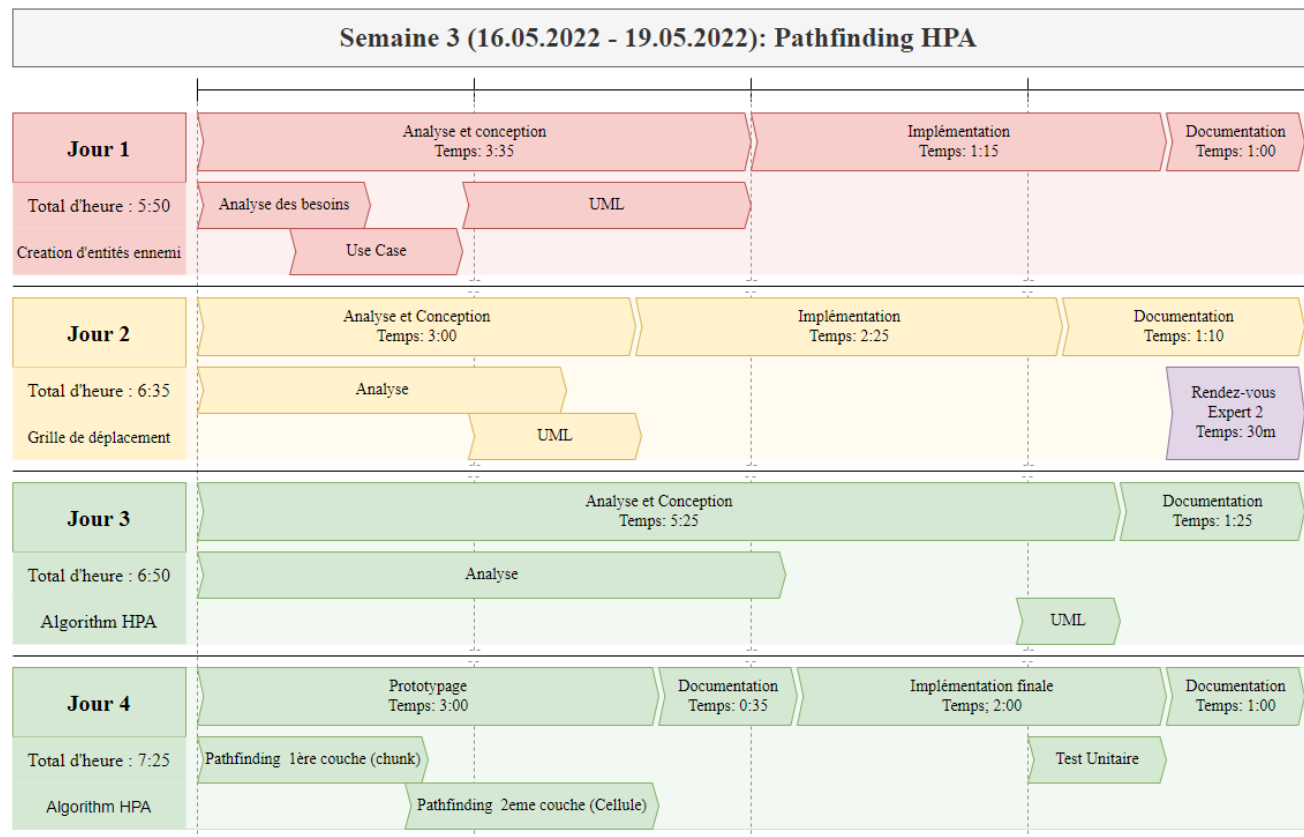 Semaine 3 (16.05.2022 - 19.05.2022): Pathfinding HPA
Jour 1
Analyse et conception
Temps: 3:35
Implémentation
Temps: 1:15
Documentation
Temps: 1:00
Total d'heure : 5:50
Analyse des besoins
UML
Creation d'entités ennemi
Use Case
Jour 2
Analyse et Conception
Temps: 3:00
Implémentation
Temps: 2:25
Documentation
Temps: 1:10
Total d'heure : 6:35
Analyse
Rendez-vous
Expert 2
Temps: 30m
Grille de déplacement
UML
Jour 3
Analyse et Conception
Temps: 5:25
Documentation
Temps: 1:25
Total d'heure : 6:50
Analyse
Algorithm HPA
UML
Jour 4
Prototypage
Temps: 3:00
Documentation
Temps: 0:35
Implémentation finale
Temps; 2:00
Documentation
Temps: 1:00
Total d'heure : 7:25
Pathfinding 1ère couche (chunk)
Test Unitaire
Algorithm HPA
Pathfinding 2eme couche (Cellule)